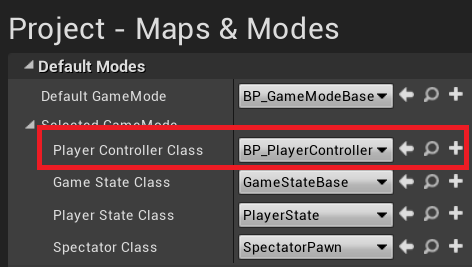 Project - Maps & Modes
Default Modes
Default GameMode BP_GameModeBase
Selected GameMode
Player Controller Class BP_PlayerController
Game State Class GameStateBase
Player State Class PlayerState
Spectator Class SpectatorPawn